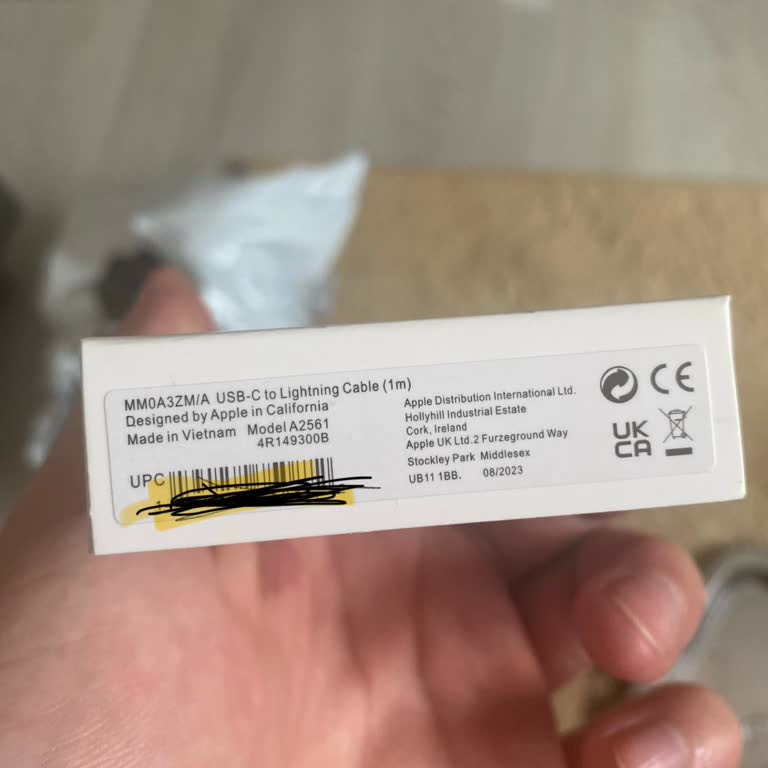 MM0A3ZM/A USB-C to Lightning Cable (1m)
Designed by Apple in California
Made in Vietnam Model A2561
4R149300B
UPC
1
Apple Distribution International Ltd.
Hollyhill Industrial Estate
Cork, Ireland
Apple UK Ltd.2 Furzeground Way
Stockley Park Middlesex
UB11 1BB. 08/2023
CE
UK
CA